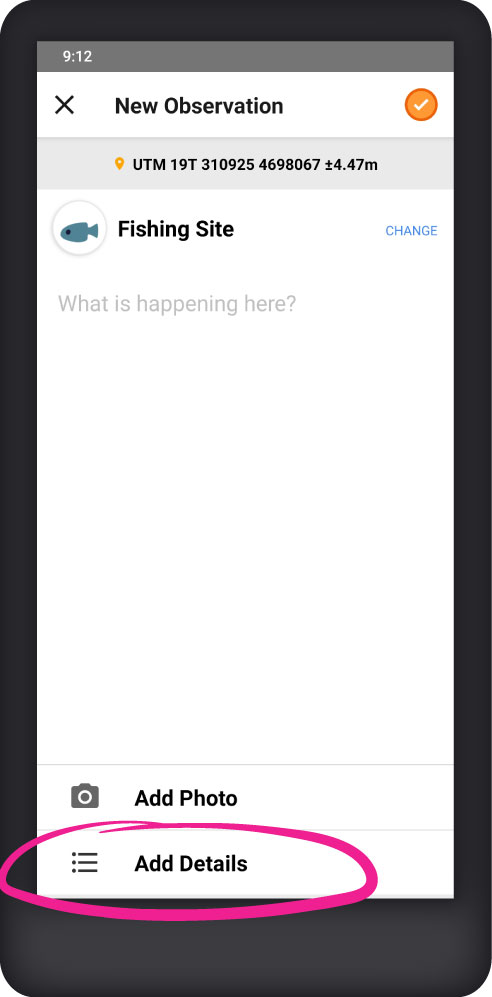 9:12
New Observation
UTM 19T 310925 4698067 ±4.47m
Fishing Site
CHANGE
What is happening here?
Add Photo
Add Details